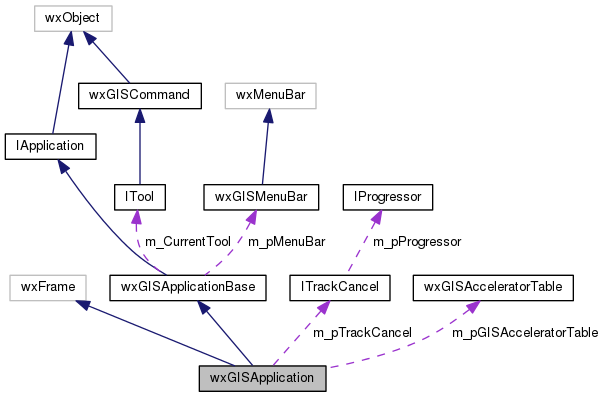 wxObject
wxGISCommand
wxMenuBar
IApplication
ITool
wxGISMenuBar
IProgressor
m_CurrentTool
m_pMenuBar
m_pProgressor
wxFrame
wxGISApplicationBase
ITrackCancel
wxGISAcceleratorTable
m_pTrackCancel
m_pGISAcceleratorTable
wxGISApplication